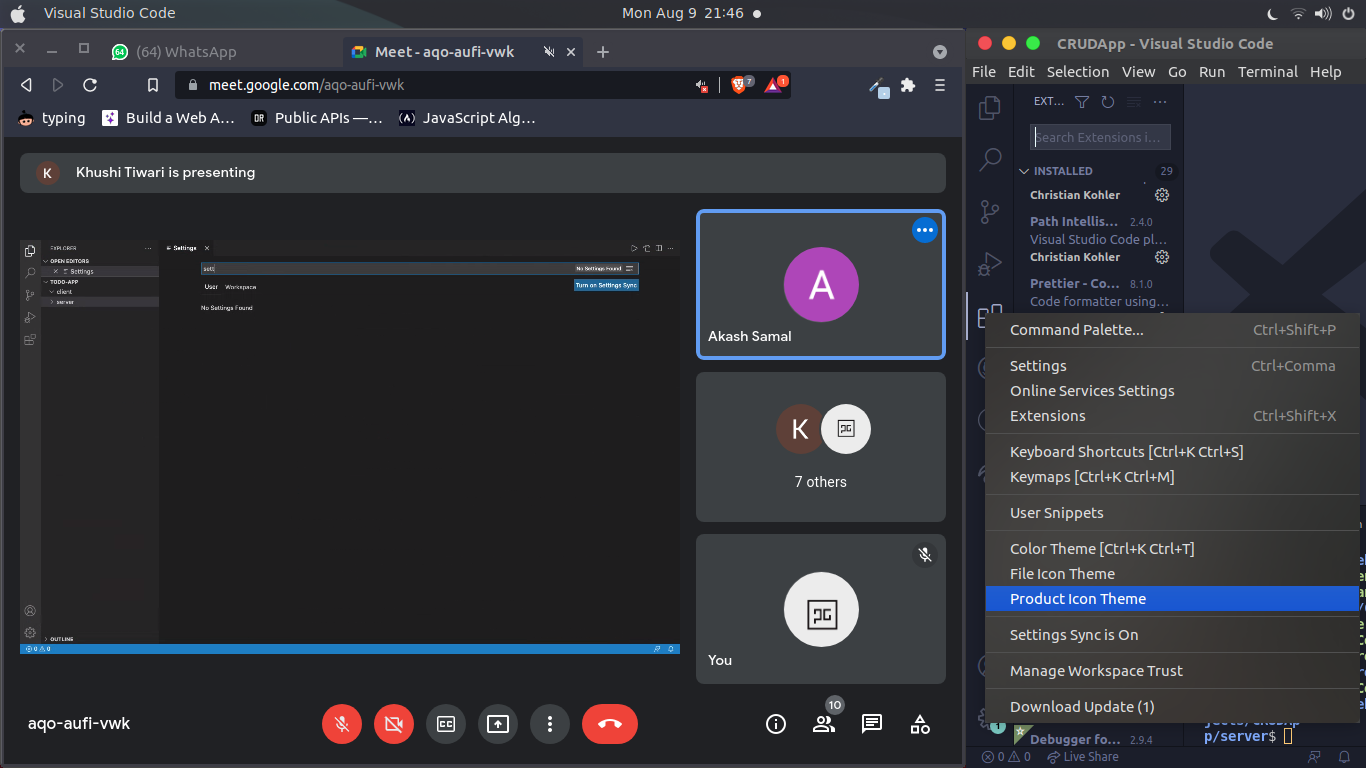 Visual Studio Code
Mon Aug 9 21:46
64
(64) WhatsApp
Meet - aqo-aufi-vwk
meet.google.com/aqo-aufi-vwk
7
1
typing
Build a Web A...
DR
Public APIs —...
(A)
JavaScript Alg...
K
Khushi Tiwari is presenting
EXPLORER
OPEN EDITORS
Settings
TODO-APP
client
server
Settings
sett
No Settings Found
User
Workspace
Turn on Settings Sync
No Settings Found
OUTLINE
0
0
A
Akash Samal
K
7 others
You
aqo-aufi-vwk
CC
10
CRUDApp - Visual Studio Code
File Edit Selection View Go Run Terminal Help
EXT...
Search Extensions i...
INSTALLED
29
Christian Kohler
Path Intellis...
2.4.0
Visual Studio Code pl...
Christian Kohler
Prettier - Co...
8.1.0
Code formatter using...
Command Palette...
Ctrl+Shift+P
Settings
Ctrl+Comma
Online Services Settings
Extensions
Ctrl+Shift+X
Keyboard Shortcuts [Ctrl+K Ctrl+S]
Keymaps [Ctrl+K Ctrl+M]
User Snippets
Color Theme [Ctrl+K Ctrl+T]
File Icon Theme
Product Icon Theme
Settings Sync is On
Manage Workspace Trust
Download Update (1)
1
Debugger fo...
2.9.4
p/server$
0
0
Live Share